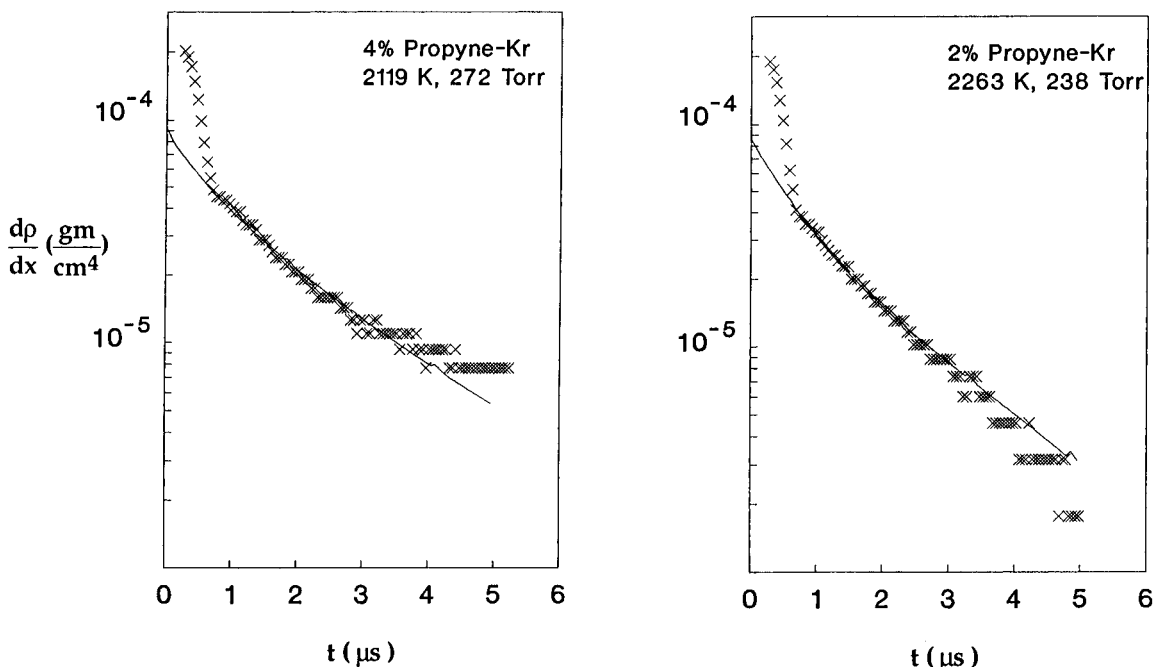 4% Propyne-Kr
2119 K, 272 Torr
10⁻⁴
10⁻⁵
dρ/dx (gm/cm⁴)
0 1 2 3 4 5 6
t ( μs )
2% Propyne-Kr
2263 K, 238 Torr
10⁻⁴
10⁻⁵
0 1 2 3 4 5 6
t ( μs )